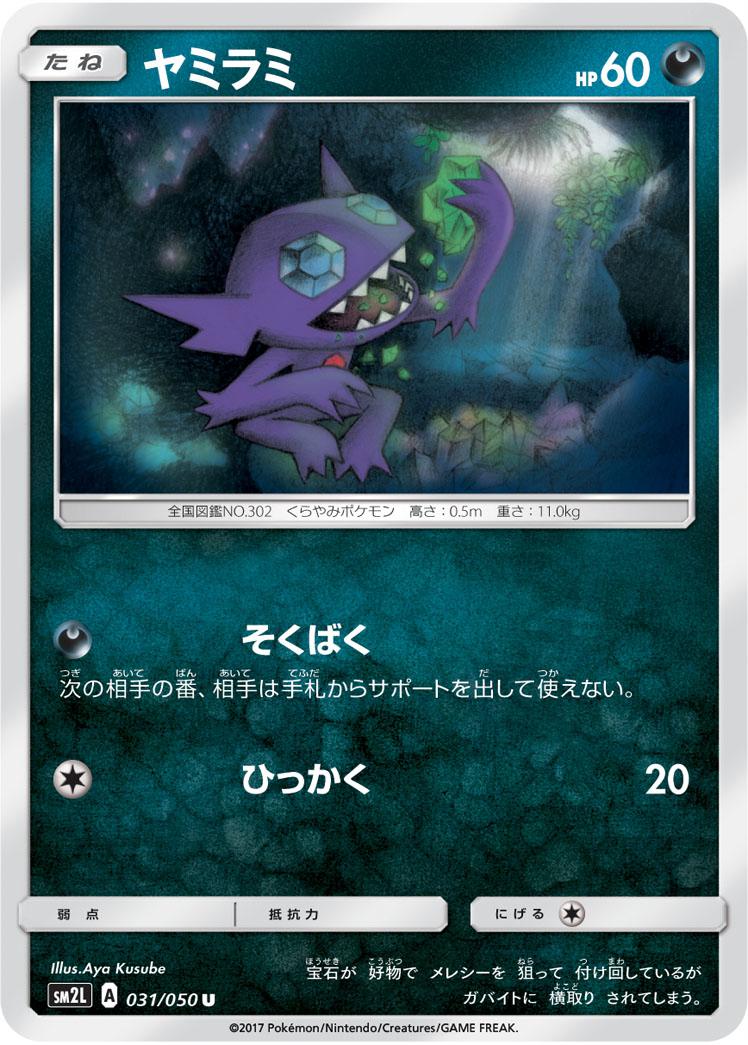 たね ヤミラミ HP60
全国図鑑NO.302 くらやみポケモン 高さ：0.5m 重さ：11.0kg
そくばく
次の相手の番、相手は手札からサポートを出して使えない。
ひっかく 20
弱点 抵抗力 にげる
Illus.Aya Kusube
宝石が 好物で メレシーを 狙って 付け回しているが
ガバイトに 横取り されてしまう。
SM2L A 031/050 U
©2017 Pokémon/Nintendo/Creatures/GAME FREAK.